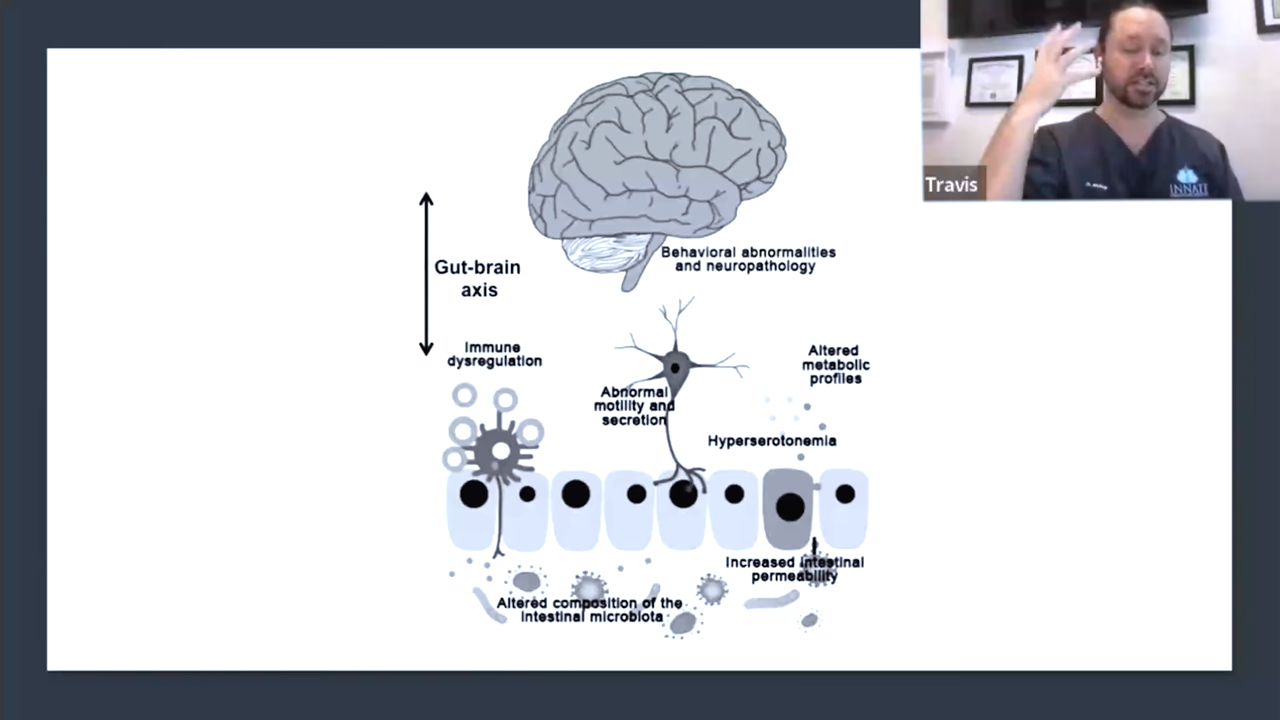 Travis
INNATE
Behavioral abnormalities
and neuropathology
Gut-brain
axis
Immune
dysregulation
Altered
metabolic
profiles
Abnormal
motility and
secretion
Hyperserotonemia
Increased intestinal
permeability
Altered composition of the
intestinal microbiota